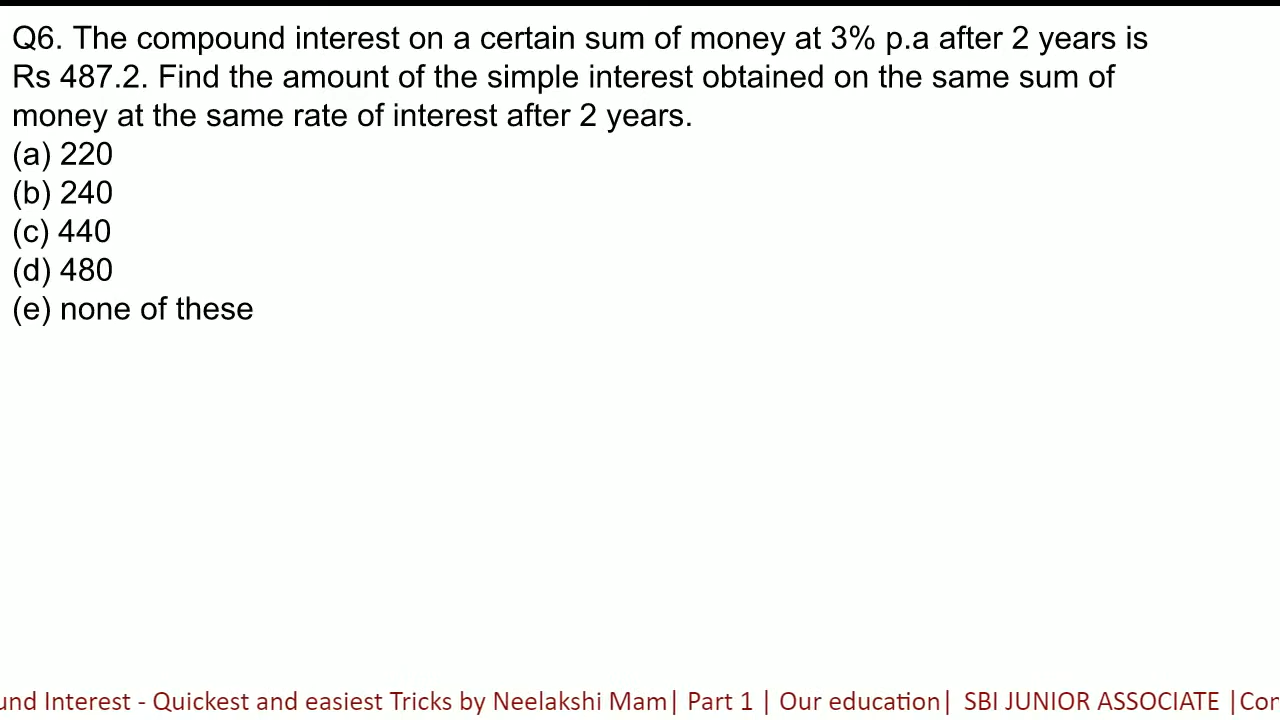 Q6. The compound interest on a certain sum of money at 3% p.a after 2 years is
Rs 487.2. Find the amount of the simple interest obtained on the same sum of
money at the same rate of interest after 2 years.
(a) 220
(b) 240
(c) 440
(d) 480
(e) none of these
und Interest - Quickest and easiest Tricks by Neelakshi Mam| Part 1 | Our education| SBI JUNIOR ASSOCIATE |Con